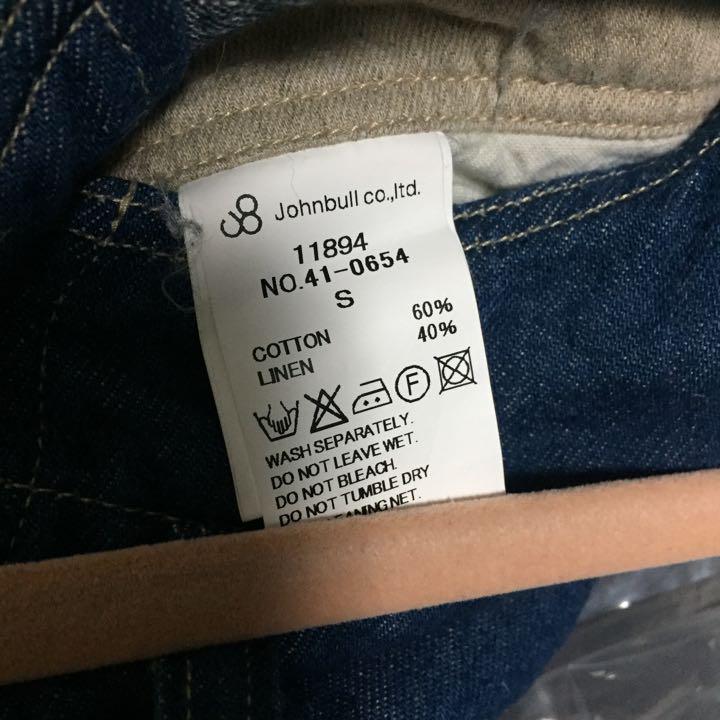 Johnbull co.,ltd.
11894
NO.41-0654
S
COTTON 60%
LINEN 40%
F
WASH SEPARATELY.
DO NOT LEAVE WET.
DO NOT BLEACH.
DO NOT TUMBLE DRY
NET.